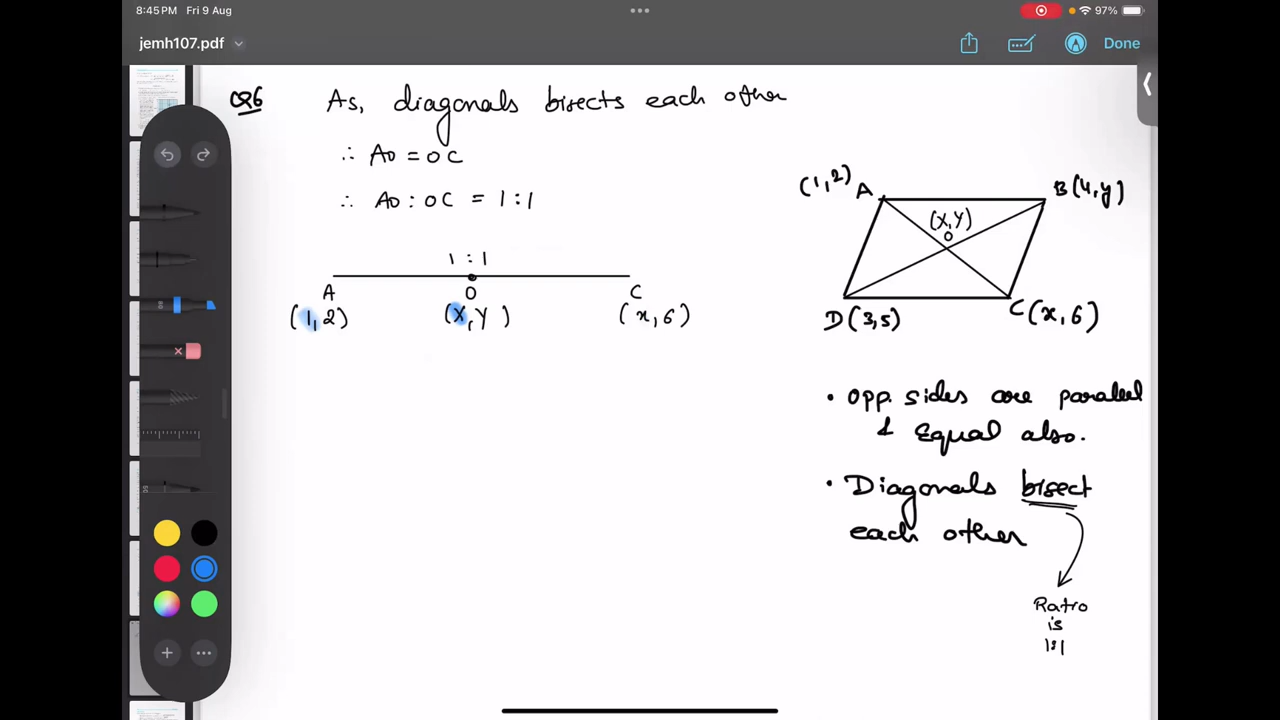 8:45 PM Fri 9 Aug
97%
jemh107.pdf
Done
Q6
As, diagonals bisects each other
∴ AO = OC
∴ AO : OC = 1 : 1
1 : 1
A O C
(1, 2) (X, Y) (x, 6)
(1, 2) A B (4, y)
(X, Y)
O
D (3, 5) C (x, 6)
• Opp. sides are parallel
& Equal also.
• Diagonals bisect
each other
Ratio
is
1:1